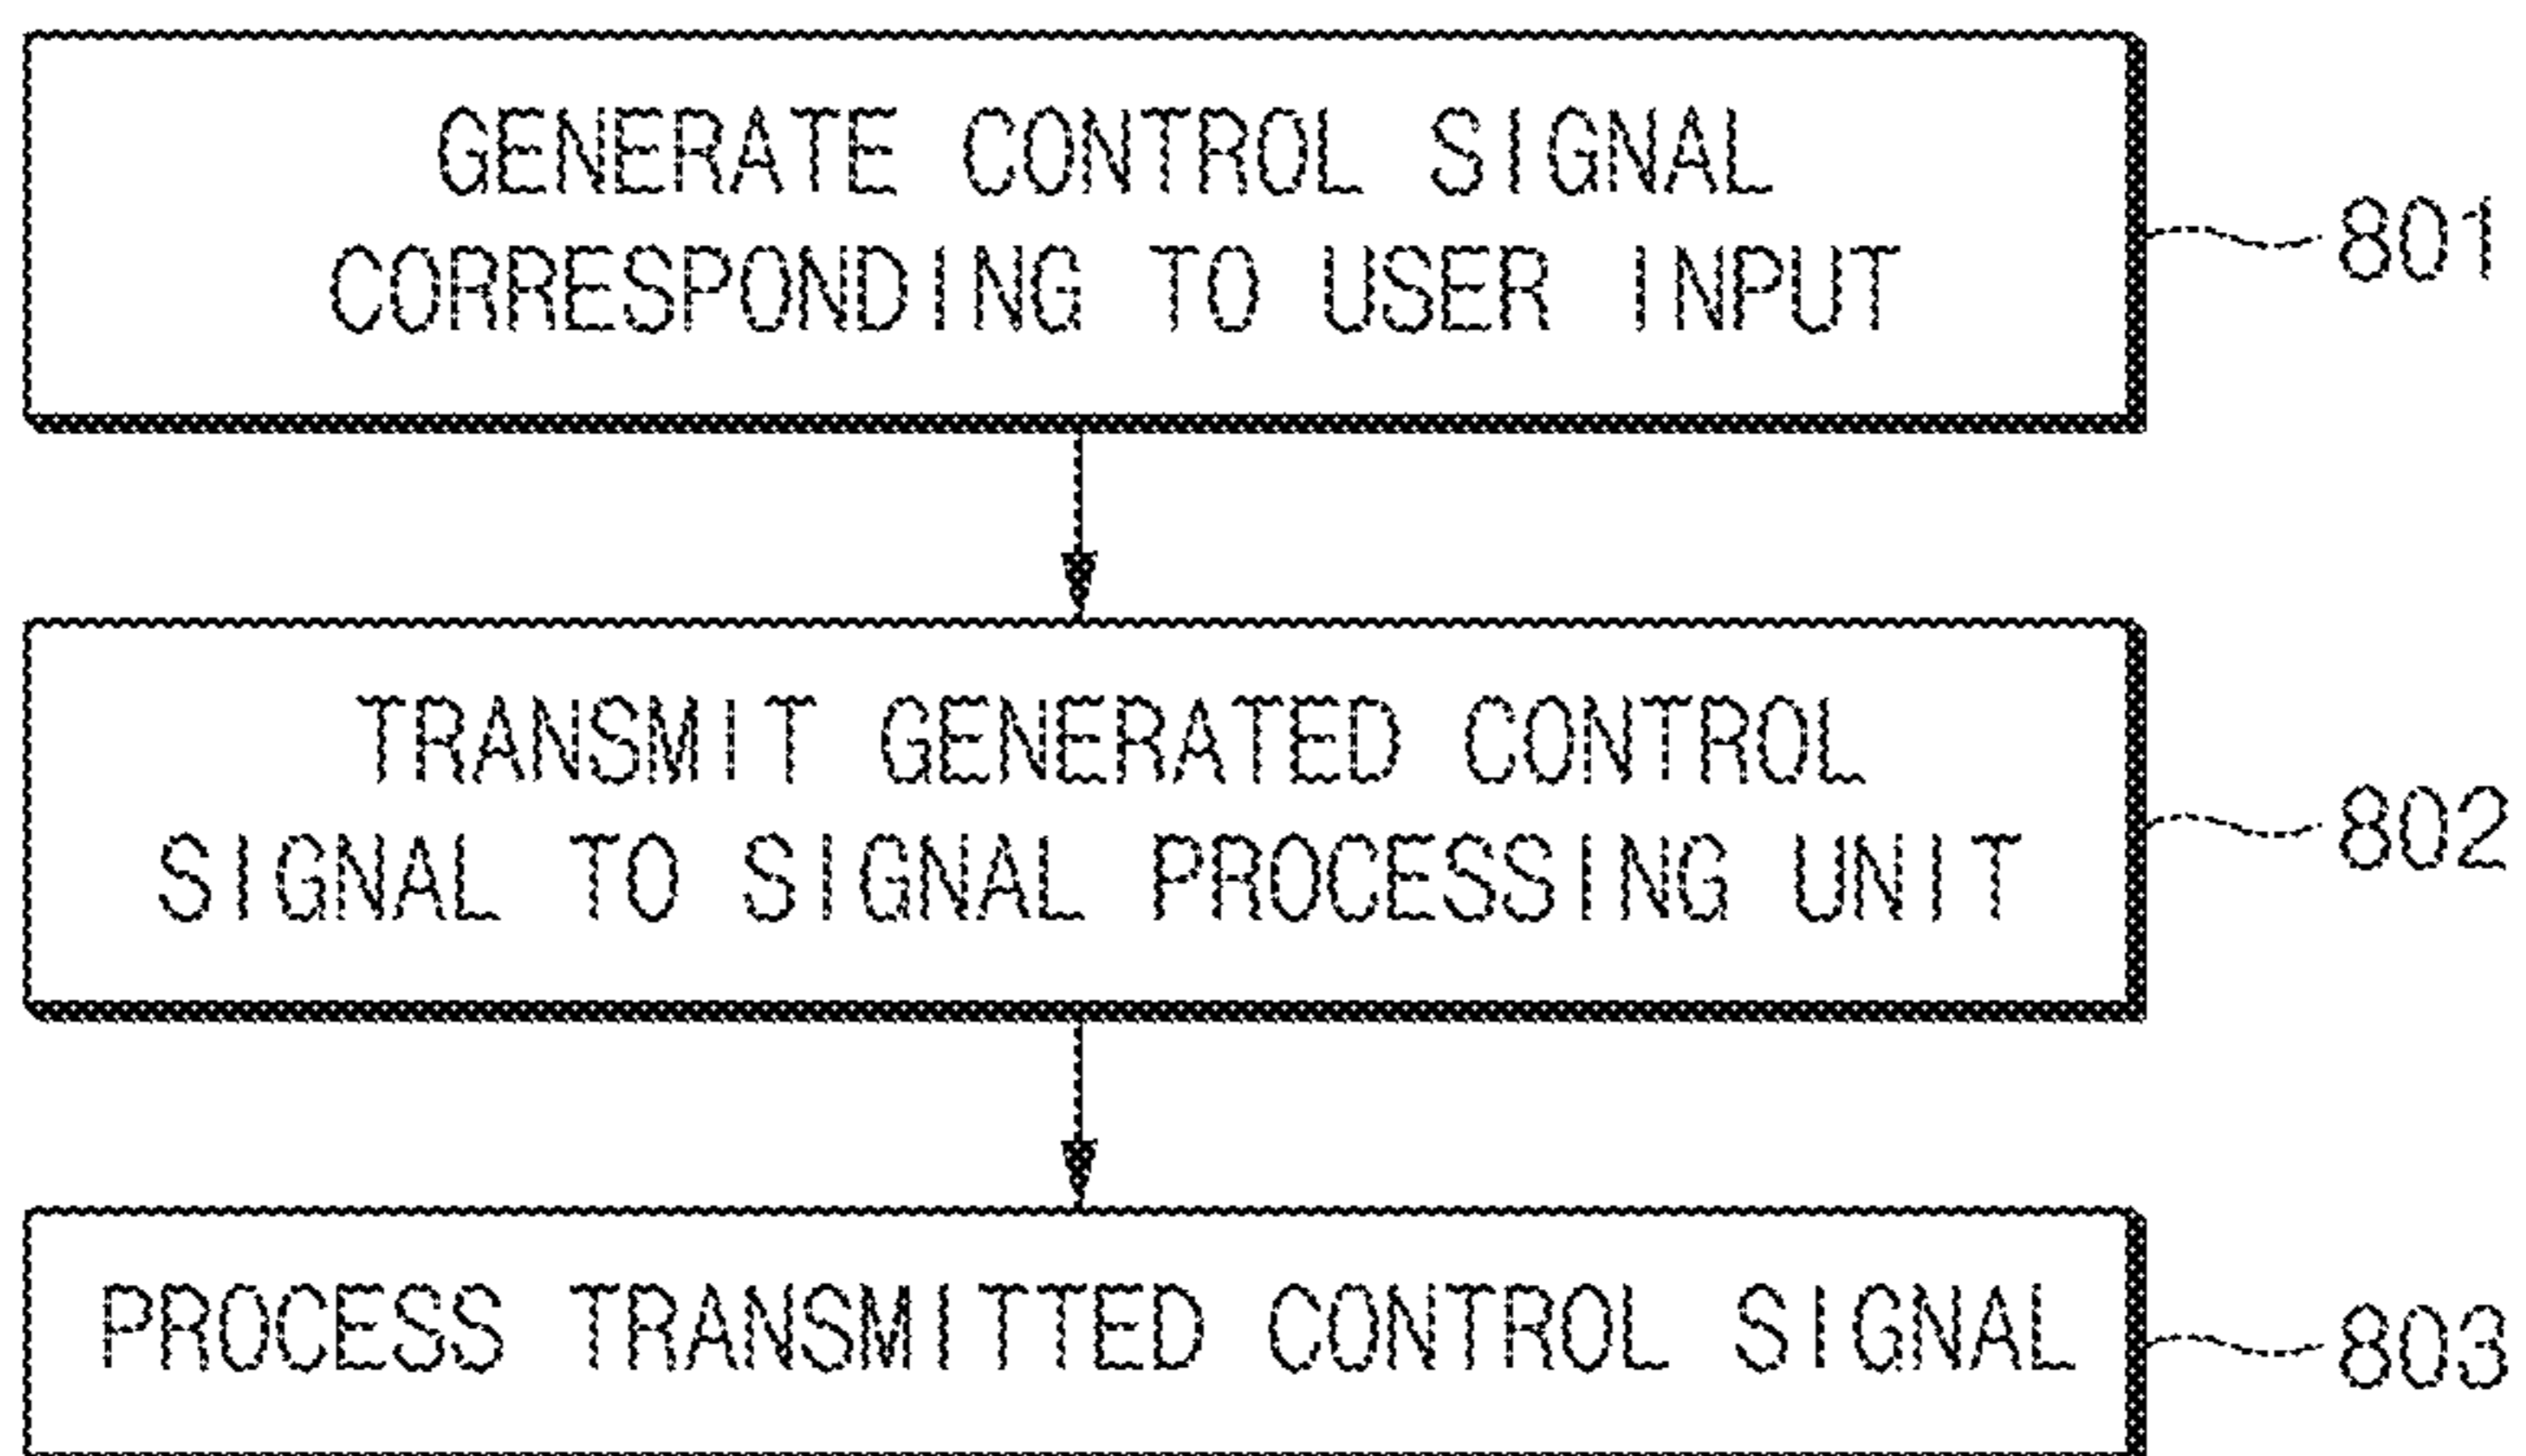 GENERATE CONTROL SIGNAL
CORRESPONDING TO USER INPUT
801
TRANSMIT GENERATED CONTROL
SIGNAL TO SIGNAL PROCESSING UNIT
802
PROCESS TRANSMITTED CONTROL SIGNAL
803